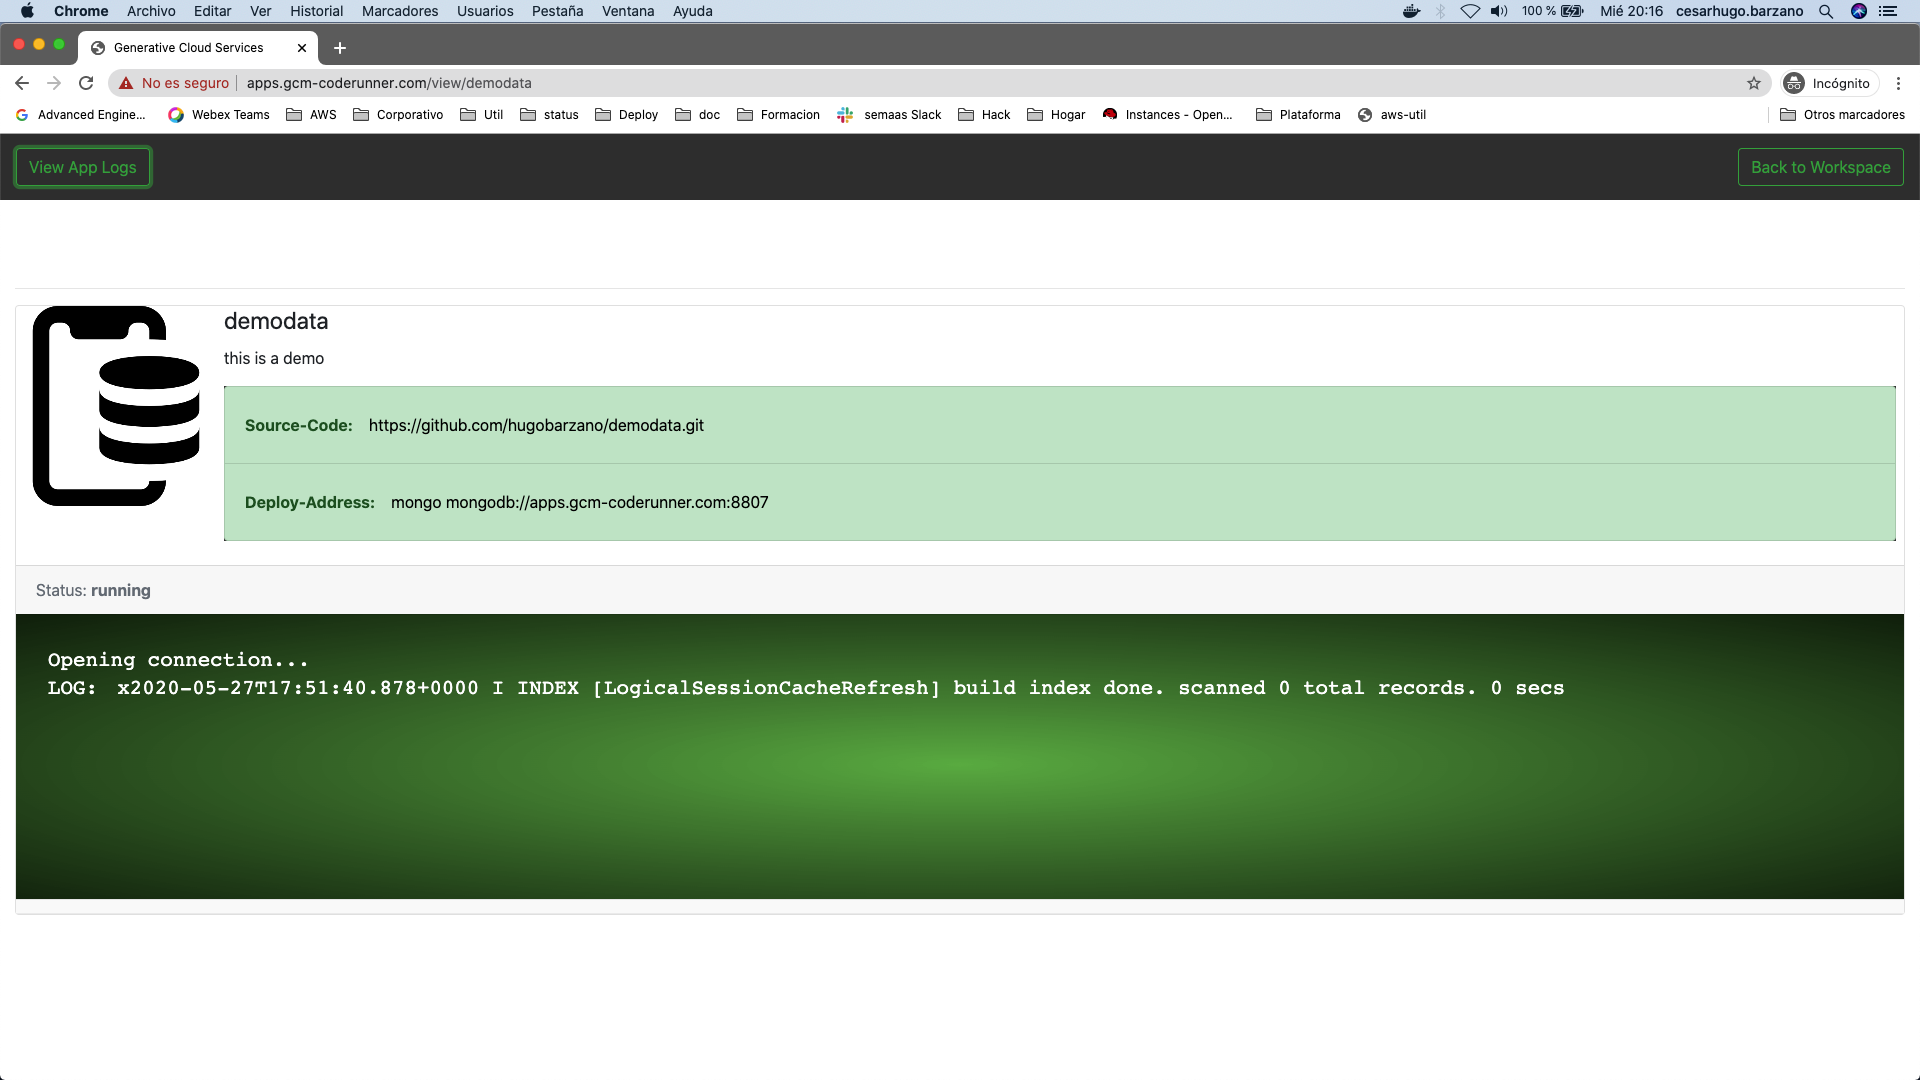 Chrome Archivo Editar Ver Historial Marcadores Usuarios Pestaña Ventana Ayuda 100 % Mié 20:16 cesarhugo.barzano
Generative Cloud Services
No es seguro apps.gcm-coderunner.com/view/demodata Incógnito
Advanced Engine... Webex Teams AWS Corporativo Util status Deploy doc Formacion semaas Slack Hack Hogar Instances - Open... Plataforma aws-util Otros marcadores
View App Logs Back to Workspace
demodata
this is a demo
Source-Code: https://github.com/hugobarzano/demodata.git
Deploy-Address: mongo mongodb://apps.gcm-coderunner.com:8807
Status: running
Opening connection...
LOG: x2020-05-27T17:51:40.878+0000 I INDEX [LogicalSessionCacheRefresh] build index done. scanned 0 total records. 0 secs